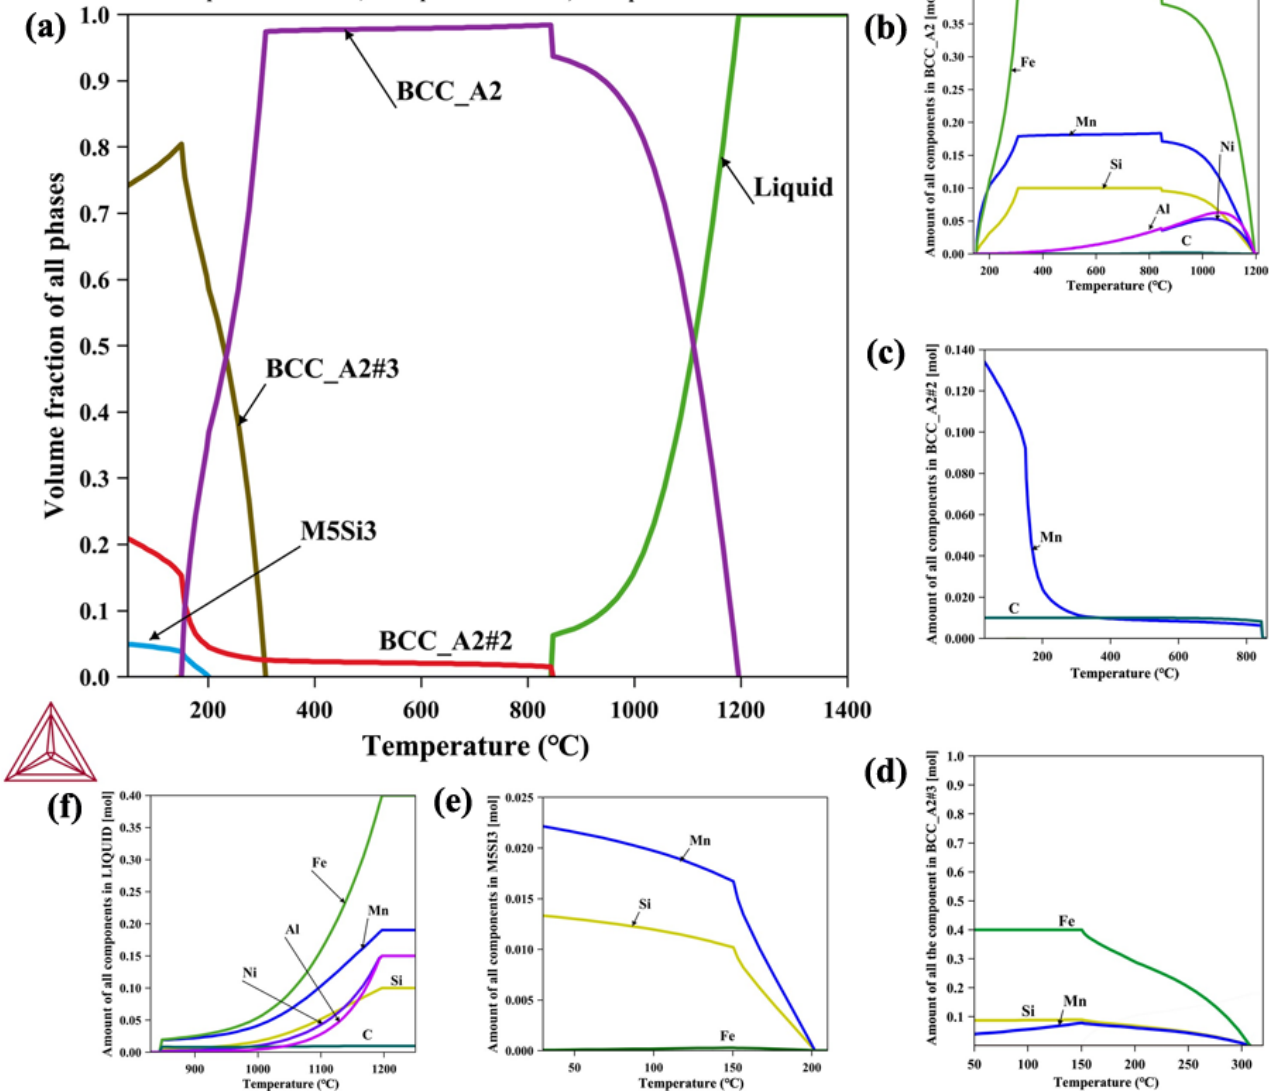 (a)
1.0
0.9
0.8
0.7
0.6
0.5
0.4
0.3
0.2
0.1
0.0
Volume fraction of all phases
BCC_A2
Liquid
BCC_A2#3
M5Si3
BCC_A2#2
200 400 600 800 1000 1200 1400
Temperature (°C)
(b)
Amount of all components in BCC_A2
0.35
0.30
0.25
0.20
0.15
0.10
0.05
0.00
Fe
Mn
Ni
Si
Al
C
200 400 600 800 1000 1200
Temperature (°C)
(c)
Amount of all components in BCC_A2#2 [mol]
0.140
0.120
0.100
0.080
0.060
0.040
0.020
0.000
Mn
C
200 400 600 800
Temperature (°C)
(f)
Amount of all components in LIQUID [mol]
0.40
0.35
0.30
0.25
0.20
0.15
0.10
0.05
0.00
Fe
Mn
Al
Ni
Si
C
900 1000 1100 1200
Temperature (°C)
(e)
Amount of all components in M5SI3 [mol]
0.025
0.020
0.015
0.010
0.005
0.000
Mn
Si
Fe
50 100 150 200
Temperature (°C)
(d)
Amount of all the component in BCC_A2#3 [mol]
1.0
0.9
0.8
0.7
0.6
0.5
0.4
0.3
0.2
0.1
Fe
Si
Mn
50 100 150 200 250 300
Temperature (°C)